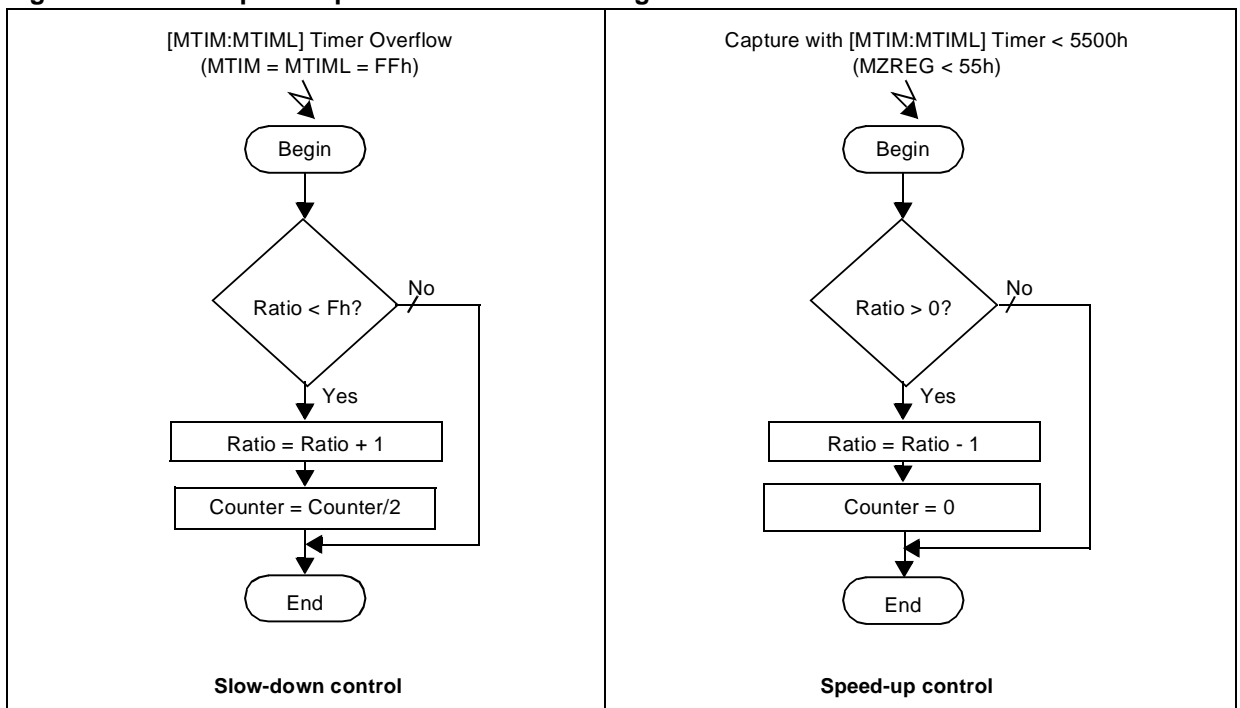 [MTIM:MTIML] Timer Overflow
(MTIM = MTIML = FFh)
Begin
Ratio < Fh?
No
Yes
Ratio = Ratio + 1
Counter = Counter/2
End
Slow-down control
Capture with [MTIM:MTIML] Timer < 5500h
(MZREG < 55h)
Begin
Ratio > 0?
No
Yes
Ratio = Ratio - 1
Counter = 0
End
Speed-up control